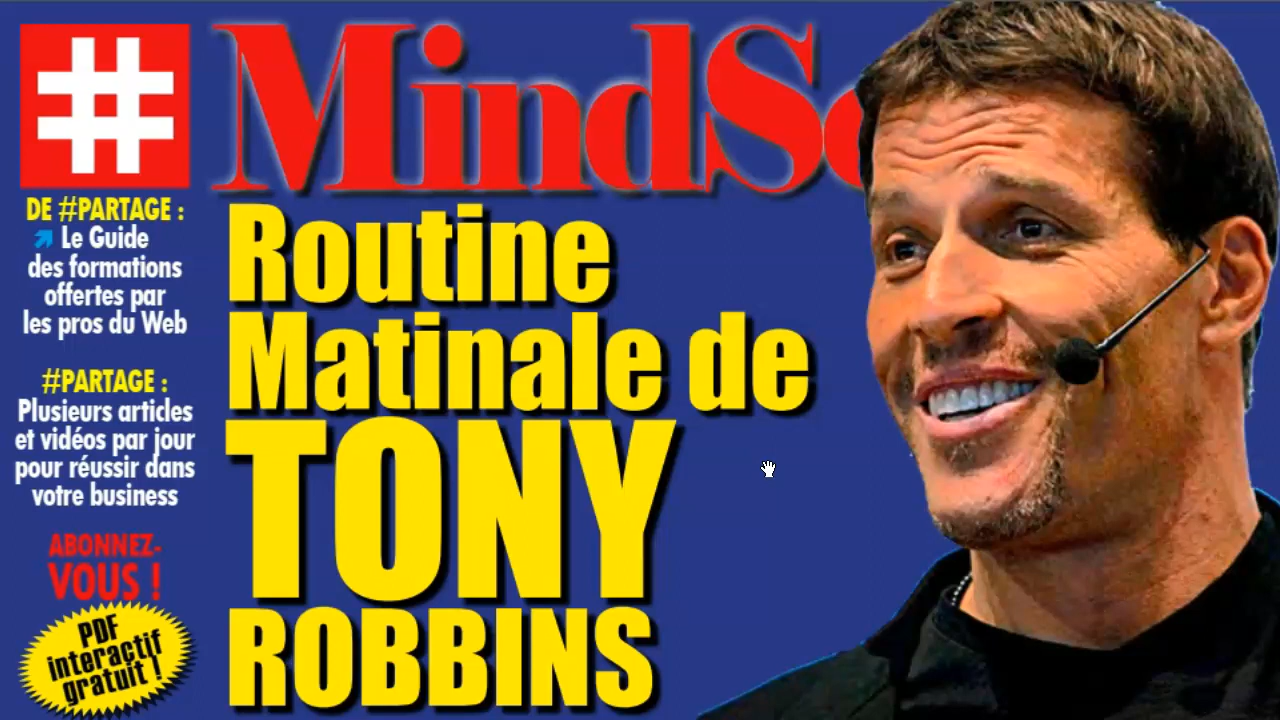 #
MindSe
DE #PARTAGE :
Le Guide
des formations
offertes par
les pros du Web
#PARTAGE :
Plusieurs articles
et vidéos par jour
pour réussir dans
votre business
ABONNEZ-
VOUS !
PDF
interactif
gratuit !
Routine
Matinale de
TONY
ROBBINS